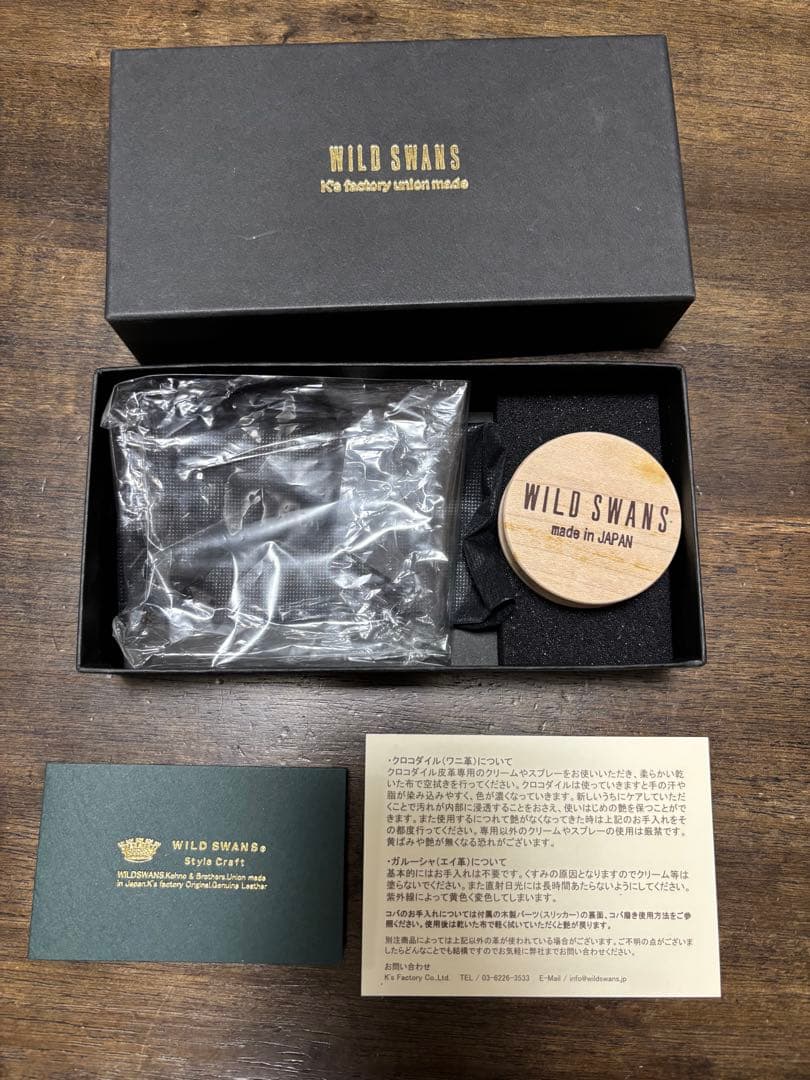 WILD SWANS
K's factory union made
WILD SWANS
made in JAPAN
WILD SWANS®
Style Craft
WILDSWANS.Kohno & Brothers.Union made
in Japan.K's factory Original.Genuine Leather
・クロコダイル(ワニ革)について
クロコダイル皮革専用のクリームやスプレーをお使いいただき、柔らかい乾
いた布で空拭きを行ってください。クロコダイルは使っていきますと手の汗や
脂が染み込みやすく、色が濃くなっていきます。新しいうちにケアしていただ
くことで汚れが内部に浸透することをおさえ、使いはじめの艶を保つことがで
きます。また使用するにつれて艶がなくなってきた時は上記のお手入れをそ
の都度行ってください。専用以外のクリームやスプレーの使用は厳禁です。
黄ばみや艶が無くなる恐れがございます。
・ガルーシャ(エイ革)について
基本的にはお手入れは不要です。くすみの原因となりますのでクリーム等は
塗らないでください。また直射日光には長時間あたらないようにしてください。
紫外線によって黄色く変色してしまいます。
コバのお手入れについては付属の木製パーツ(スリッカー)の裏面、コバ磨き使用方法をご参
照ください。使用後は乾いた布で軽く拭いていただくと艶が戻ります。
別注商品によっては上記以外の革が使われている場合がございます。ご不明の点がございま
したらどんなことでも結構ですのでお気軽に弊社までお問い合わせください。
お問い合わせ
K's Factory Co.,Ltd. TEL / 03-6226-3533 E-Mail / info@wildswans.jp